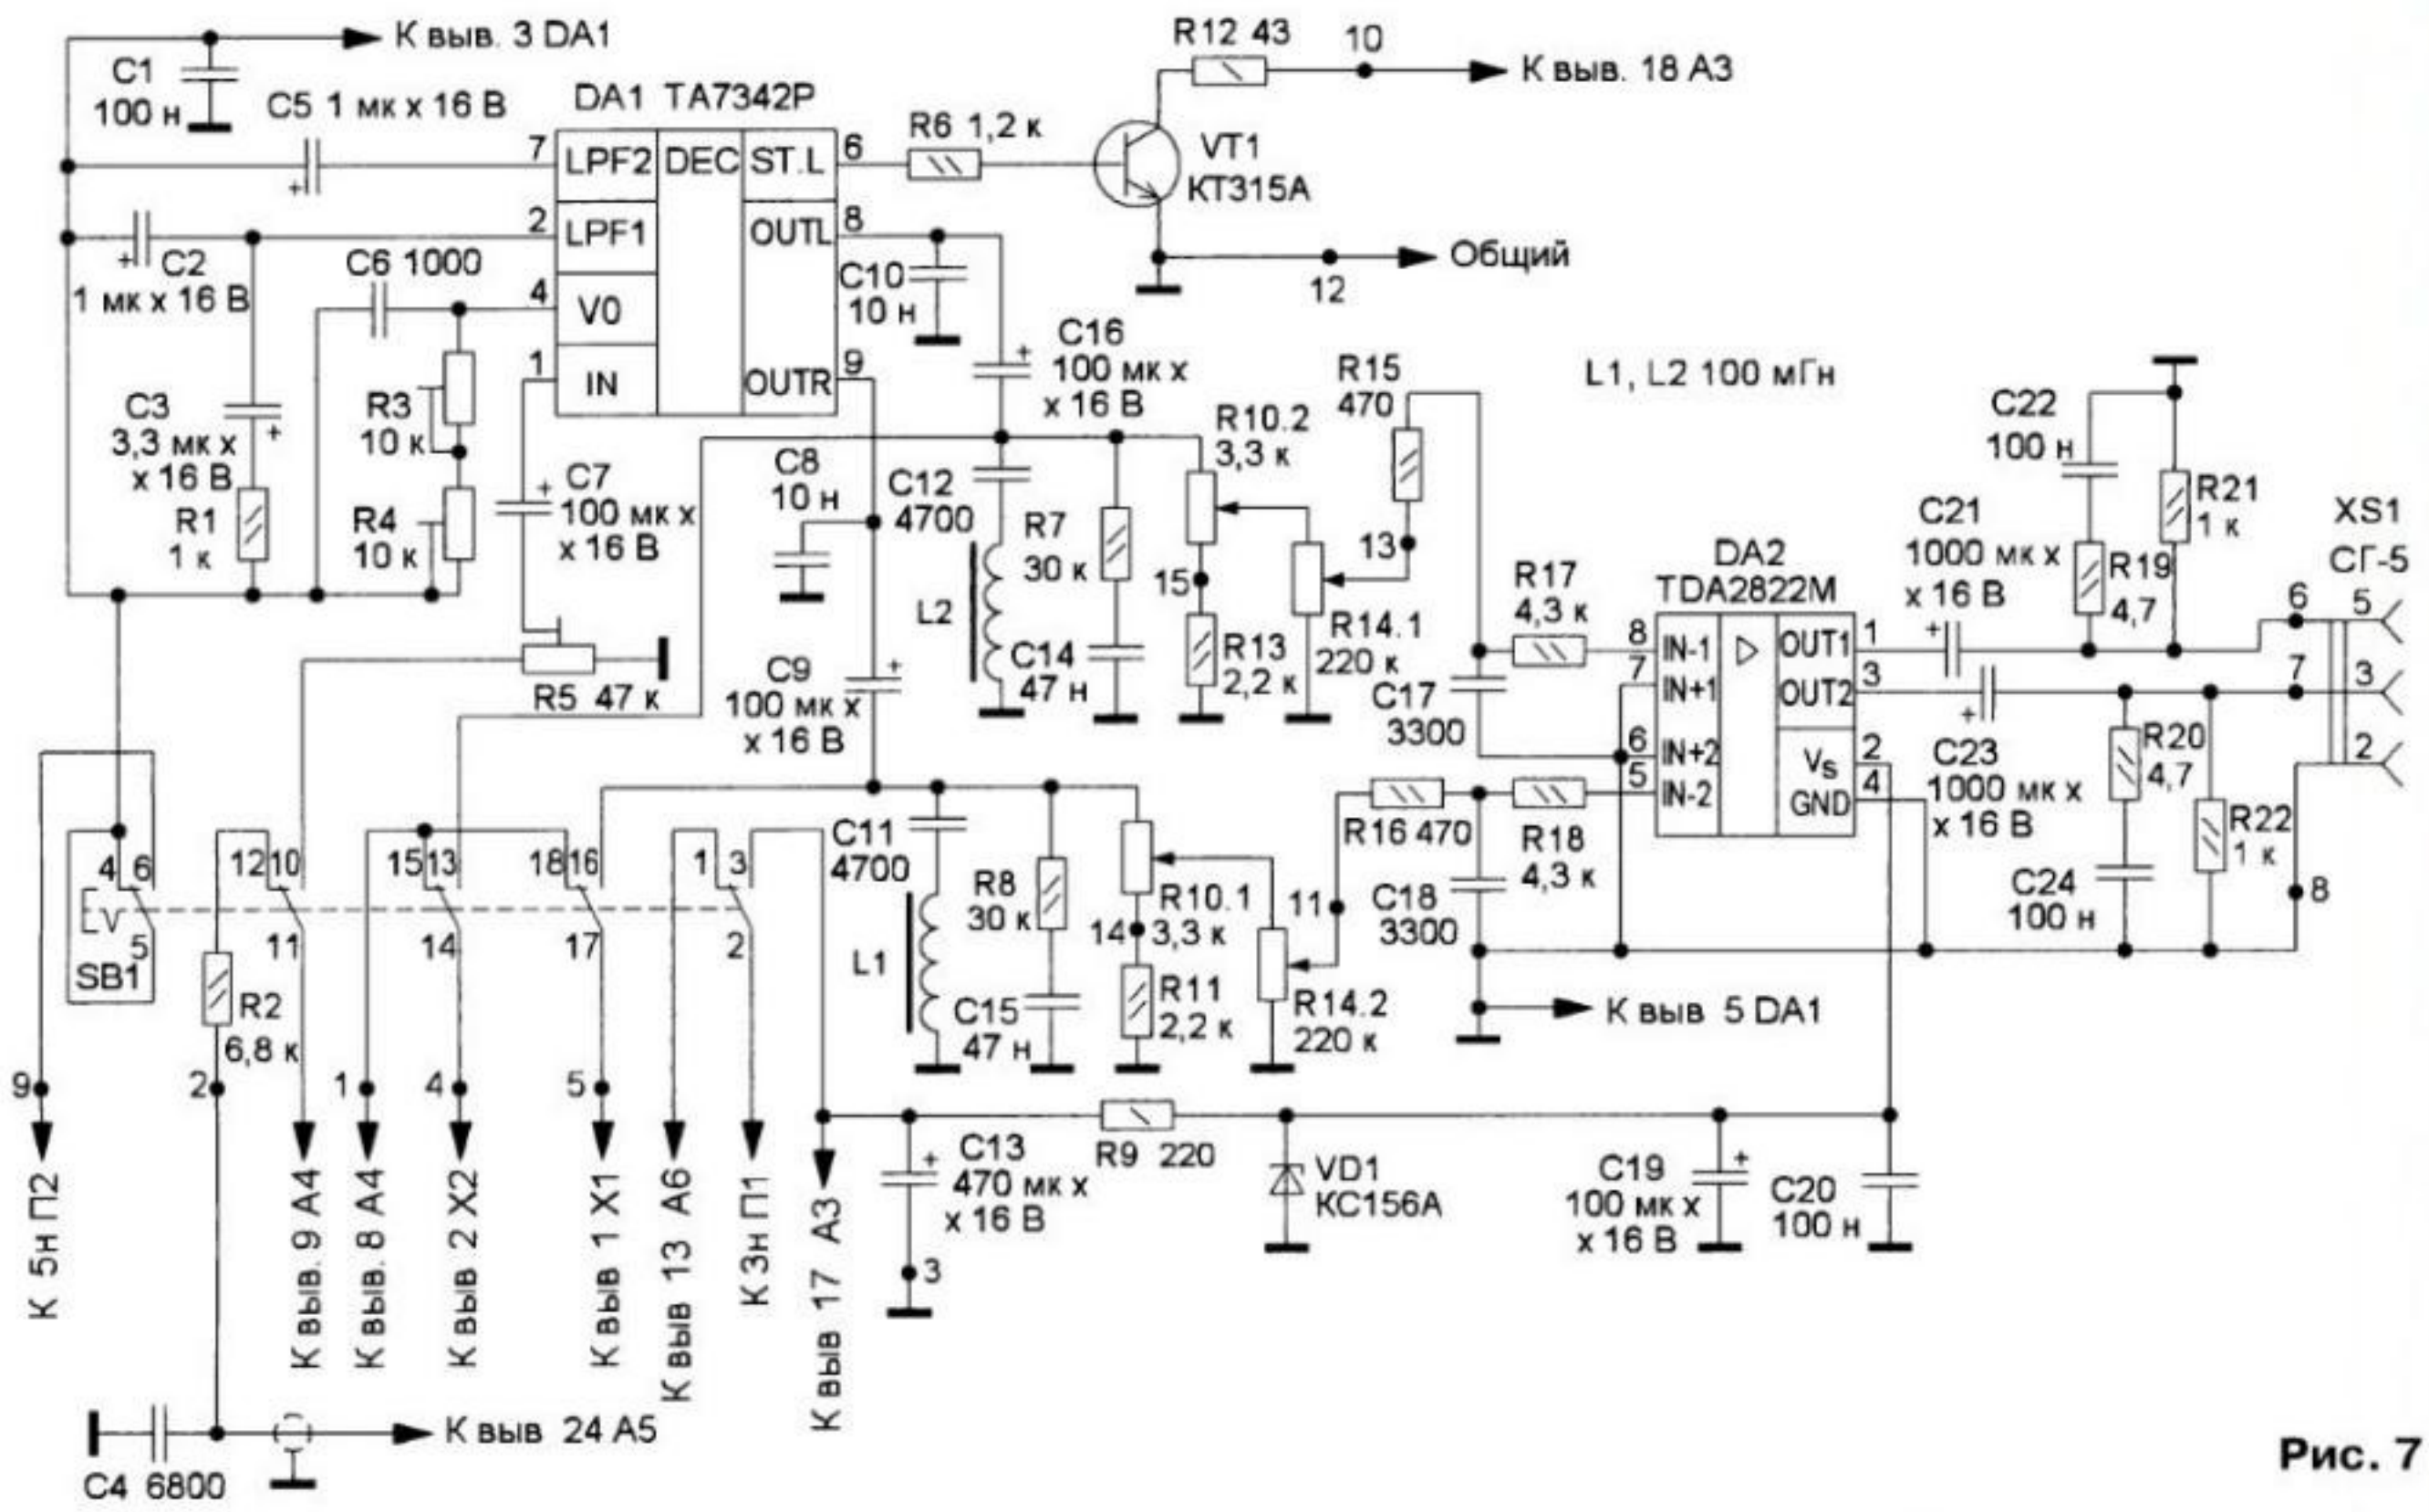 К выв. 3 DA1
C1
100 н
C5 1 мк х 16 В
DA1 TA7342P
7
LPF2
DEC
ST.L
6
R6 1,2 к
VT1
КТ315А
R12 43
10
К выв. 18 А3
Общий
12
2
LPF1
OUTL
8
C2
1 мк х 16 В
C6 1000
4
V0
C10
10 н
1
IN
OUTR
9
C3
3,3 мк х
х 16 В
R1
1 к
R3
10 к
R4
10 к
C7
100 мк х
х 16 В
R5 47 к
C8
10 н
C9
100 мк х
х 16 В
C16
100 мк х
х 16 В
C12
4700
L2
R7
30 к
C14
47 н
R10.2
3,3 к
15
R13
2,2 к
R14.1
220 к
R15
470
13
L1, L2 100 мГн
R17
4,3 к
C17
3300
DA2
TDA2822M
8
IN-1
OUT1
1
7
IN+1
OUT2
3
6
IN+2
Vs
2
5
IN-2
GND
4
C21
1000 мк х
х 16 В
C22
100 н
R19
4,7
R21
1 к
XS1
СГ-5
6
5
7
3
2
8
C23
1000 мк х
х 16 В
R20
4,7
C24
100 н
R22
1 к
R16 470
R18
4,3 к
C18
3300
11
К выв 5 DA1
C11
4700
L1
R8
30 к
C15
47 н
R10.1
3,3 к
14
R11
2,2 к
R14.2
220 к
4
6
5
SB1
12
10
11
15
13
14
18
16
17
1
3
2
R2
6,8 к
9
2
1
4
5
К 5н П2
К выв. 9 А4
К выв. 8 А4
К выв 2 Х2
К выв 1 Х1
К выв 13 А6
К 3н П1
К выв 17 А3
C13
470 мк х
х 16 В
3
R9 220
VD1
КС156А
C19
100 мк х
х 16 В
C20
100 н
К выв 24 А5
C4 6800
Рис. 7